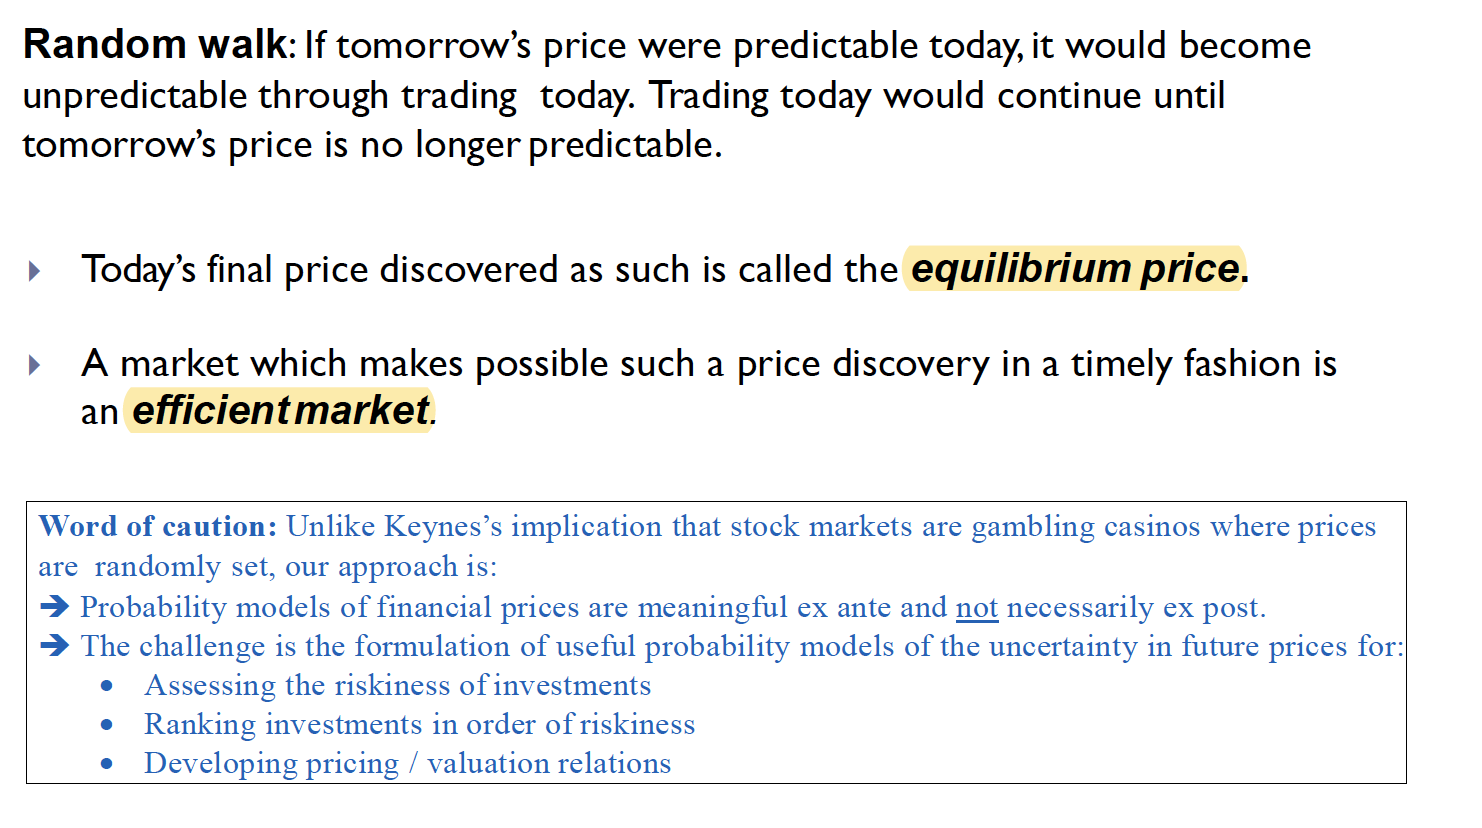 Random walk: If tomorrow’s price were predictable today, it would become
unpredictable through trading today. Trading today would continue until
tomorrow’s price is no longer predictable.
Today’s final price discovered as such is called the equilibrium price.
A market which makes possible such a price discovery in a timely fashion is
an efficient market.
Word of caution: Unlike Keynes’s implication that stock markets are gambling casinos where prices
are randomly set, our approach is:
➔ Probability models of financial prices are meaningful ex ante and not necessarily ex post.
➔ The challenge is the formulation of useful probability models of the uncertainty in future prices for:
• Assessing the riskiness of investments
• Ranking investments in order of riskiness
• Developing pricing / valuation relations